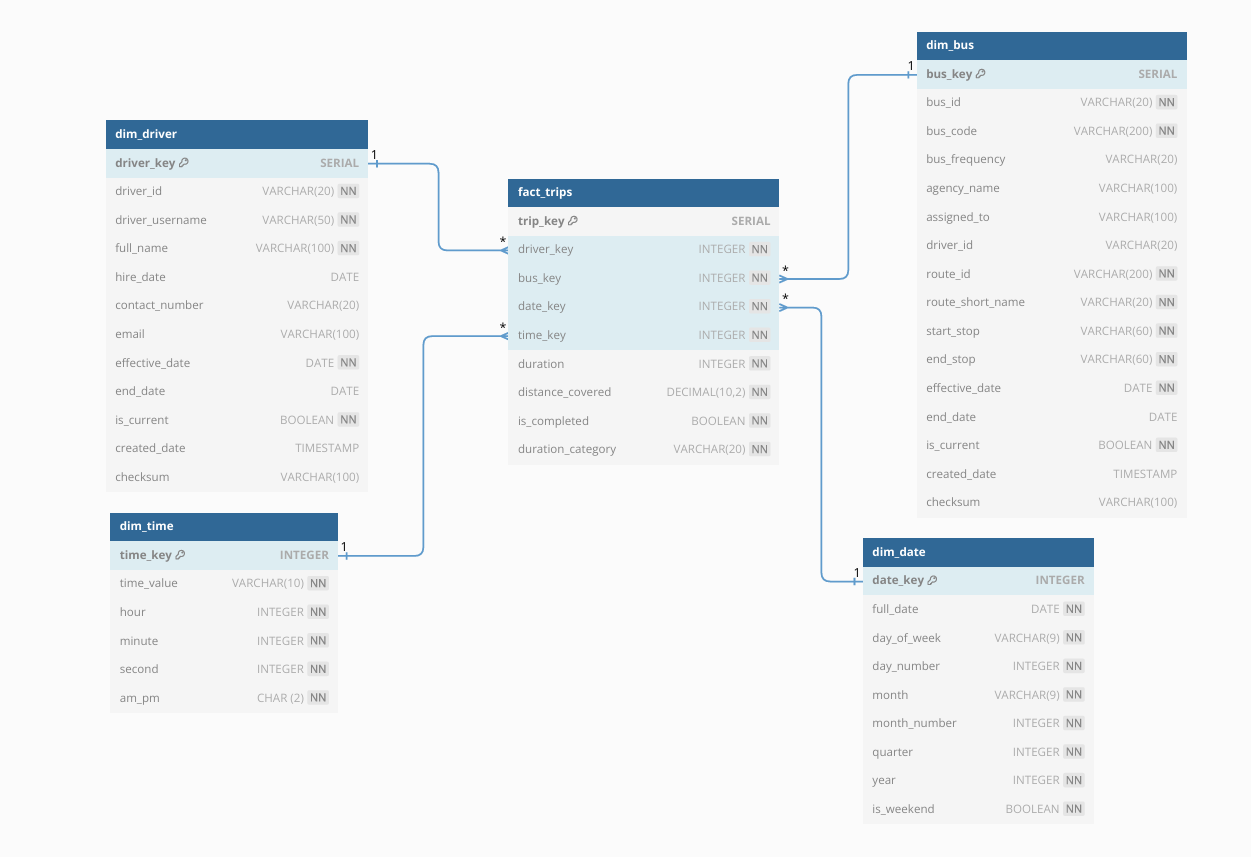 dim_driver
driver_key SERIAL
driver_id VARCHAR(20) NN
driver_username VARCHAR(50) NN
full_name VARCHAR(100) NN
hire_date DATE
contact_number VARCHAR(20)
email VARCHAR(100)
effective_date DATE NN
end_date DATE
is_current BOOLEAN NN
created_date TIMESTAMP
checksum VARCHAR(100)
1
dim_time
time_key INTEGER
time_value VARCHAR(10) NN
hour INTEGER NN
minute INTEGER NN
second INTEGER NN
am_pm CHAR (2) NN
1
fact_trips
trip_key SERIAL
* driver_key INTEGER NN
bus_key INTEGER NN *
date_key INTEGER NN *
* time_key INTEGER NN
duration INTEGER NN
distance_covered DECIMAL(10,2) NN
is_completed BOOLEAN NN
duration_category VARCHAR(20) NN
dim_bus
1 bus_key SERIAL
bus_id VARCHAR(20) NN
bus_code VARCHAR(200) NN
bus_frequency VARCHAR(20)
agency_name VARCHAR(100)
assigned_to VARCHAR(100)
driver_id VARCHAR(20)
route_id VARCHAR(200) NN
route_short_name VARCHAR(20) NN
start_stop VARCHAR(60) NN
end_stop VARCHAR(60) NN
effective_date DATE NN
end_date DATE
is_current BOOLEAN NN
created_date TIMESTAMP
checksum VARCHAR(100)
dim_date
1 date_key INTEGER
full_date DATE NN
day_of_week VARCHAR(9) NN
day_number INTEGER NN
month VARCHAR(9) NN
month_number INTEGER NN
quarter INTEGER NN
year INTEGER NN
is_weekend BOOLEAN NN